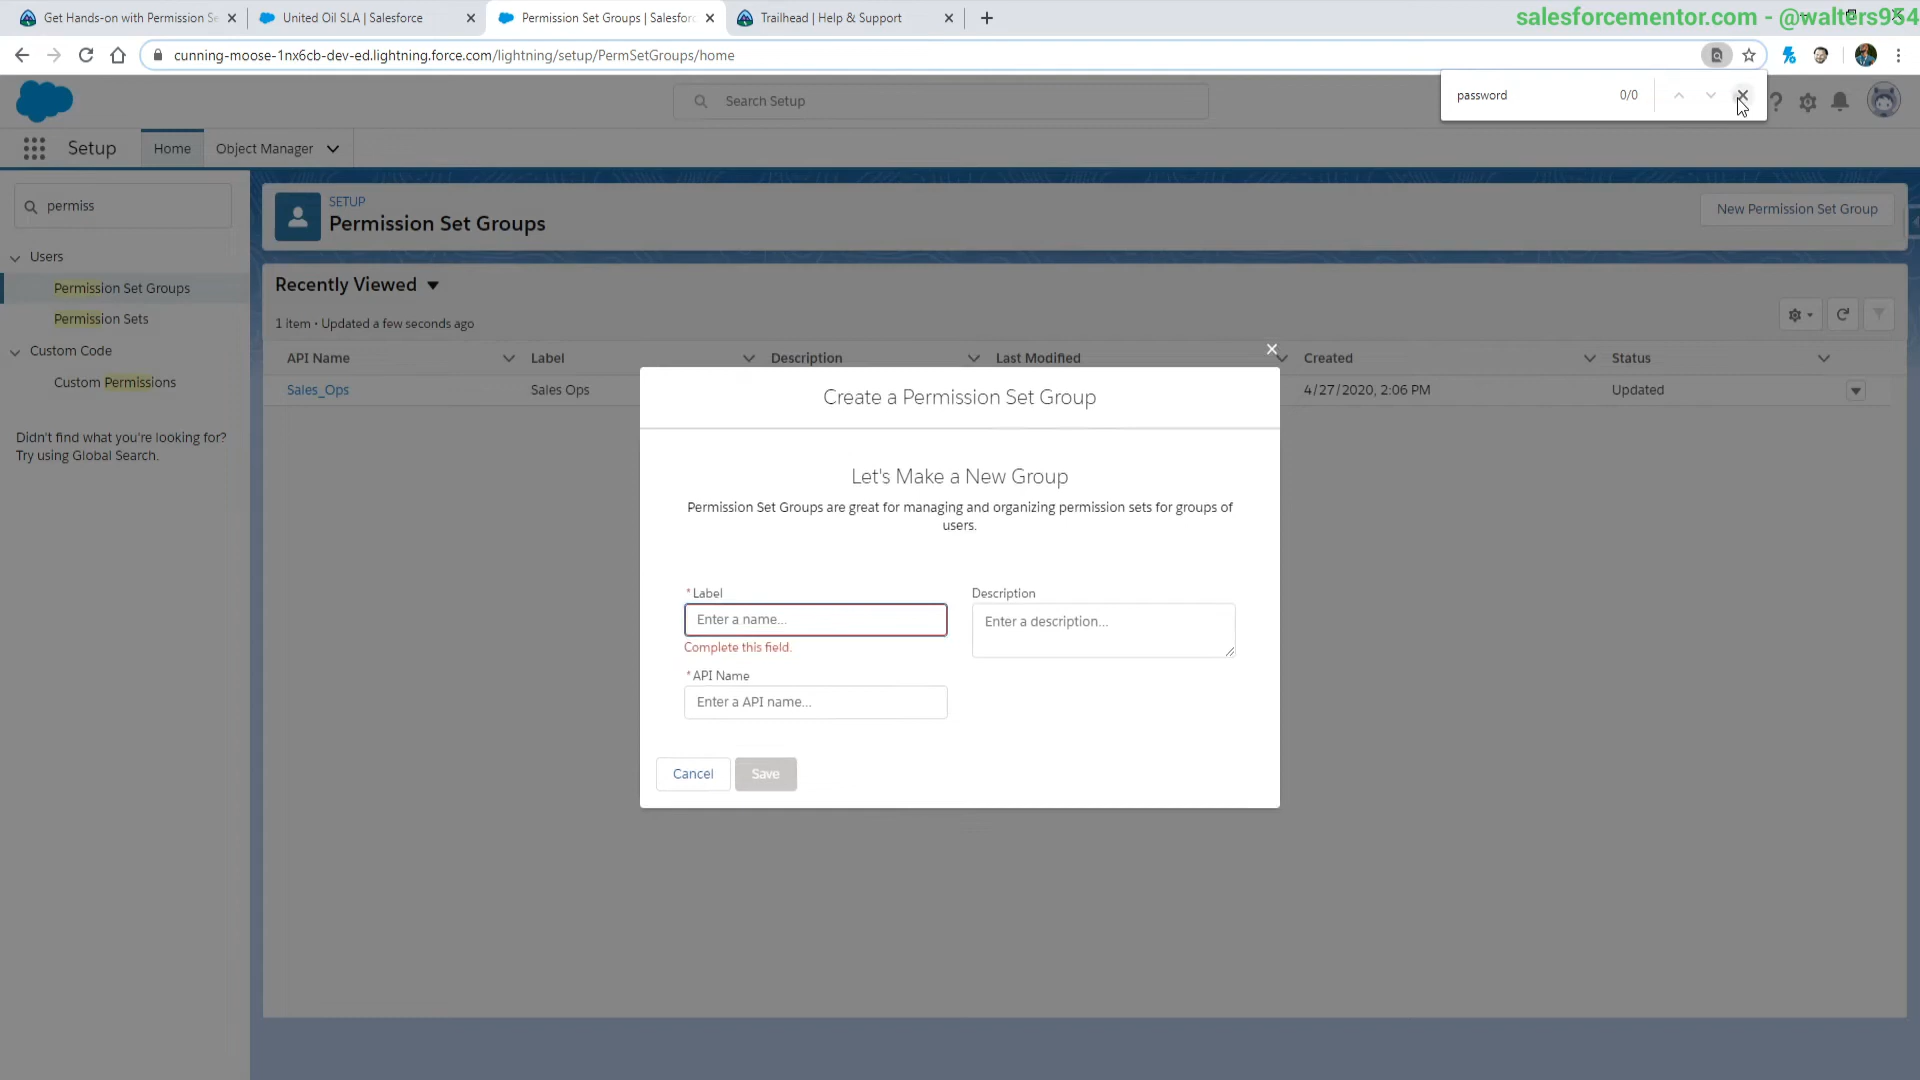 Get Hands-on with Permission Se
United Oil SLA | Salesforce
Permission Set Groups | Salesforc
Trailhead | Help & Support
salesforcementor.com - @walters954
cunning-moose-1nx6cb-dev-ed.lightning.force.com/lightning/setup/PermSetGroups/home
password 0/0
Search Setup
Setup Home Object Manager
permiss
SETUP
Permission Set Groups
New Permission Set Group
Users
Permission Set Groups
Permission Sets
Custom Code
Custom Permissions
Didn't find what you're looking for?
Try using Global Search.
Recently Viewed
1 Item • Updated a few seconds ago
API Name Label Description Last Modified Created Status
Sales_Ops Sales Ops 4/27/2020, 2:06 PM Updated
Create a Permission Set Group
Let's Make a New Group
Permission Set Groups are great for managing and organizing permission sets for groups of
users.
*Label
Enter a name...
Complete this field.
*API Name
Enter a API name...
Description
Enter a description...
Cancel Save